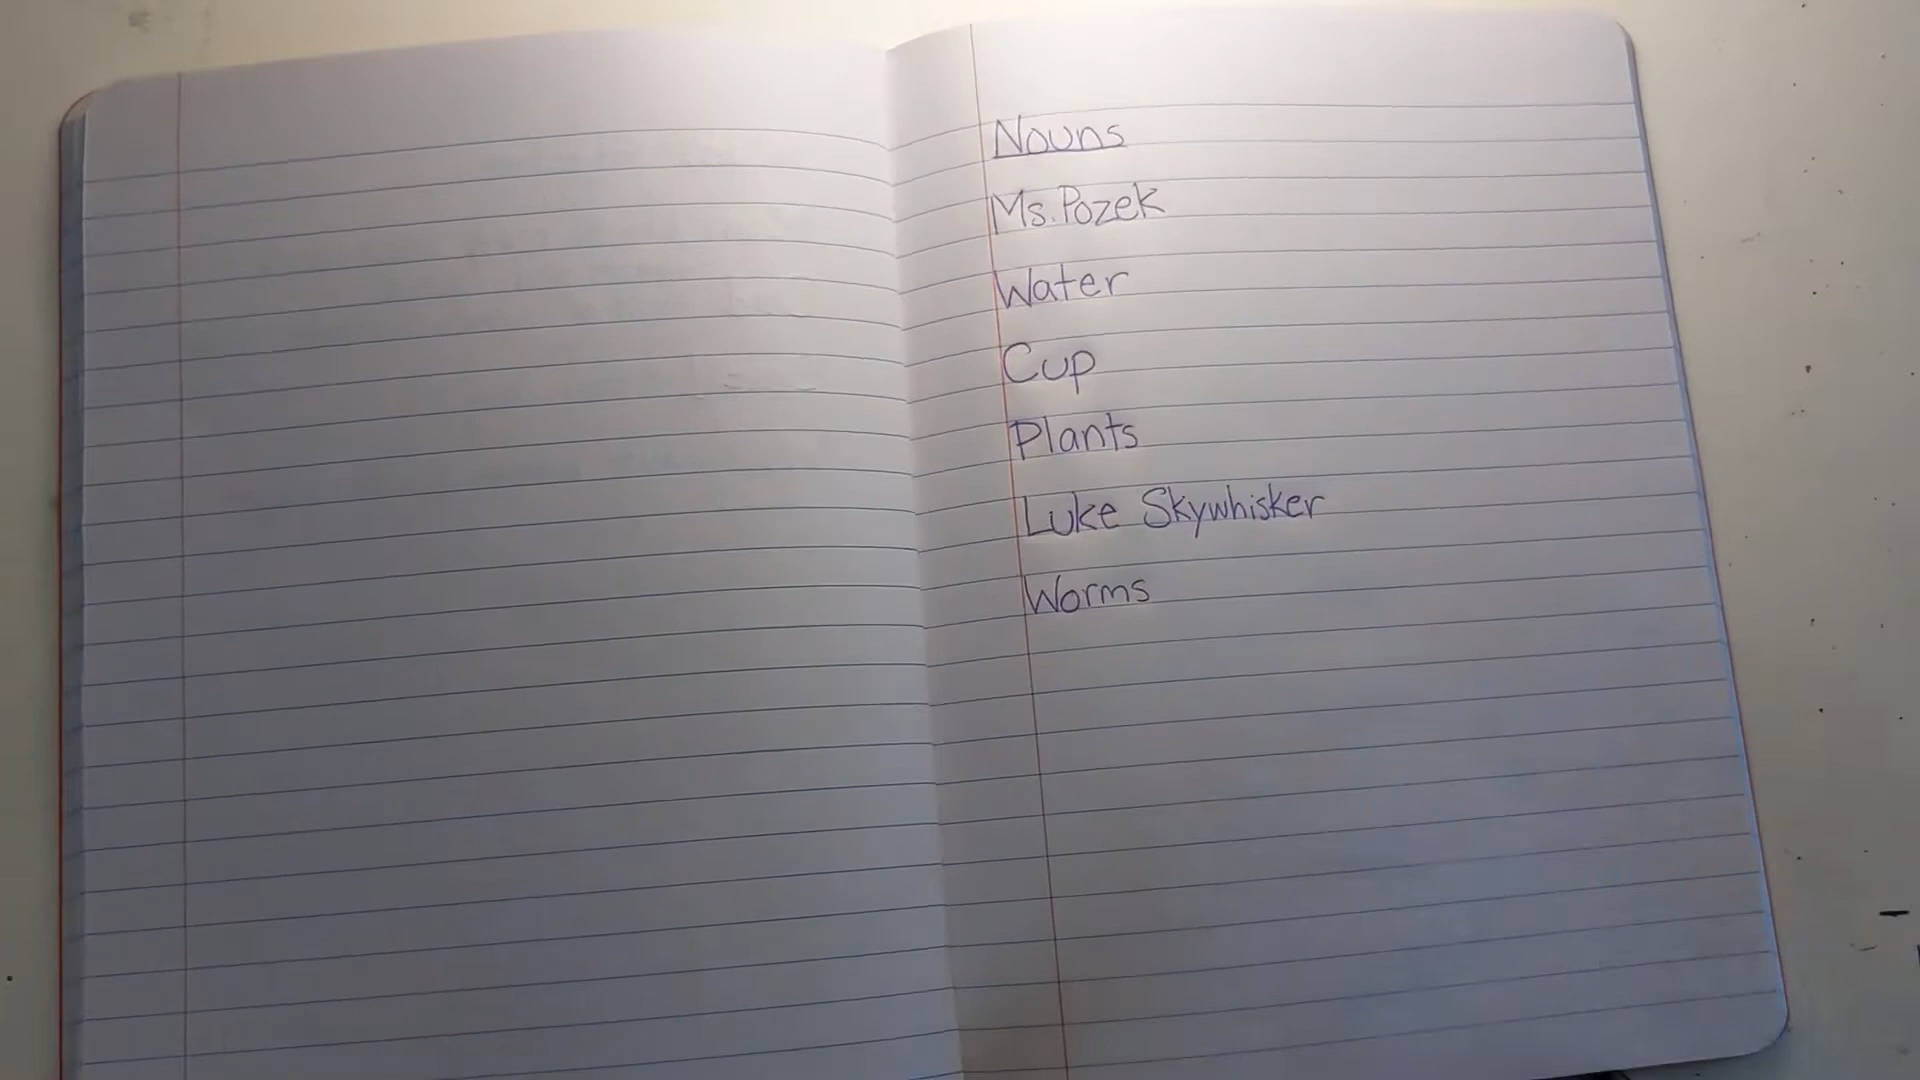 Nouns
Ms. Pozek
Water
Cup
Plants
Luke Skywhisker
Worms